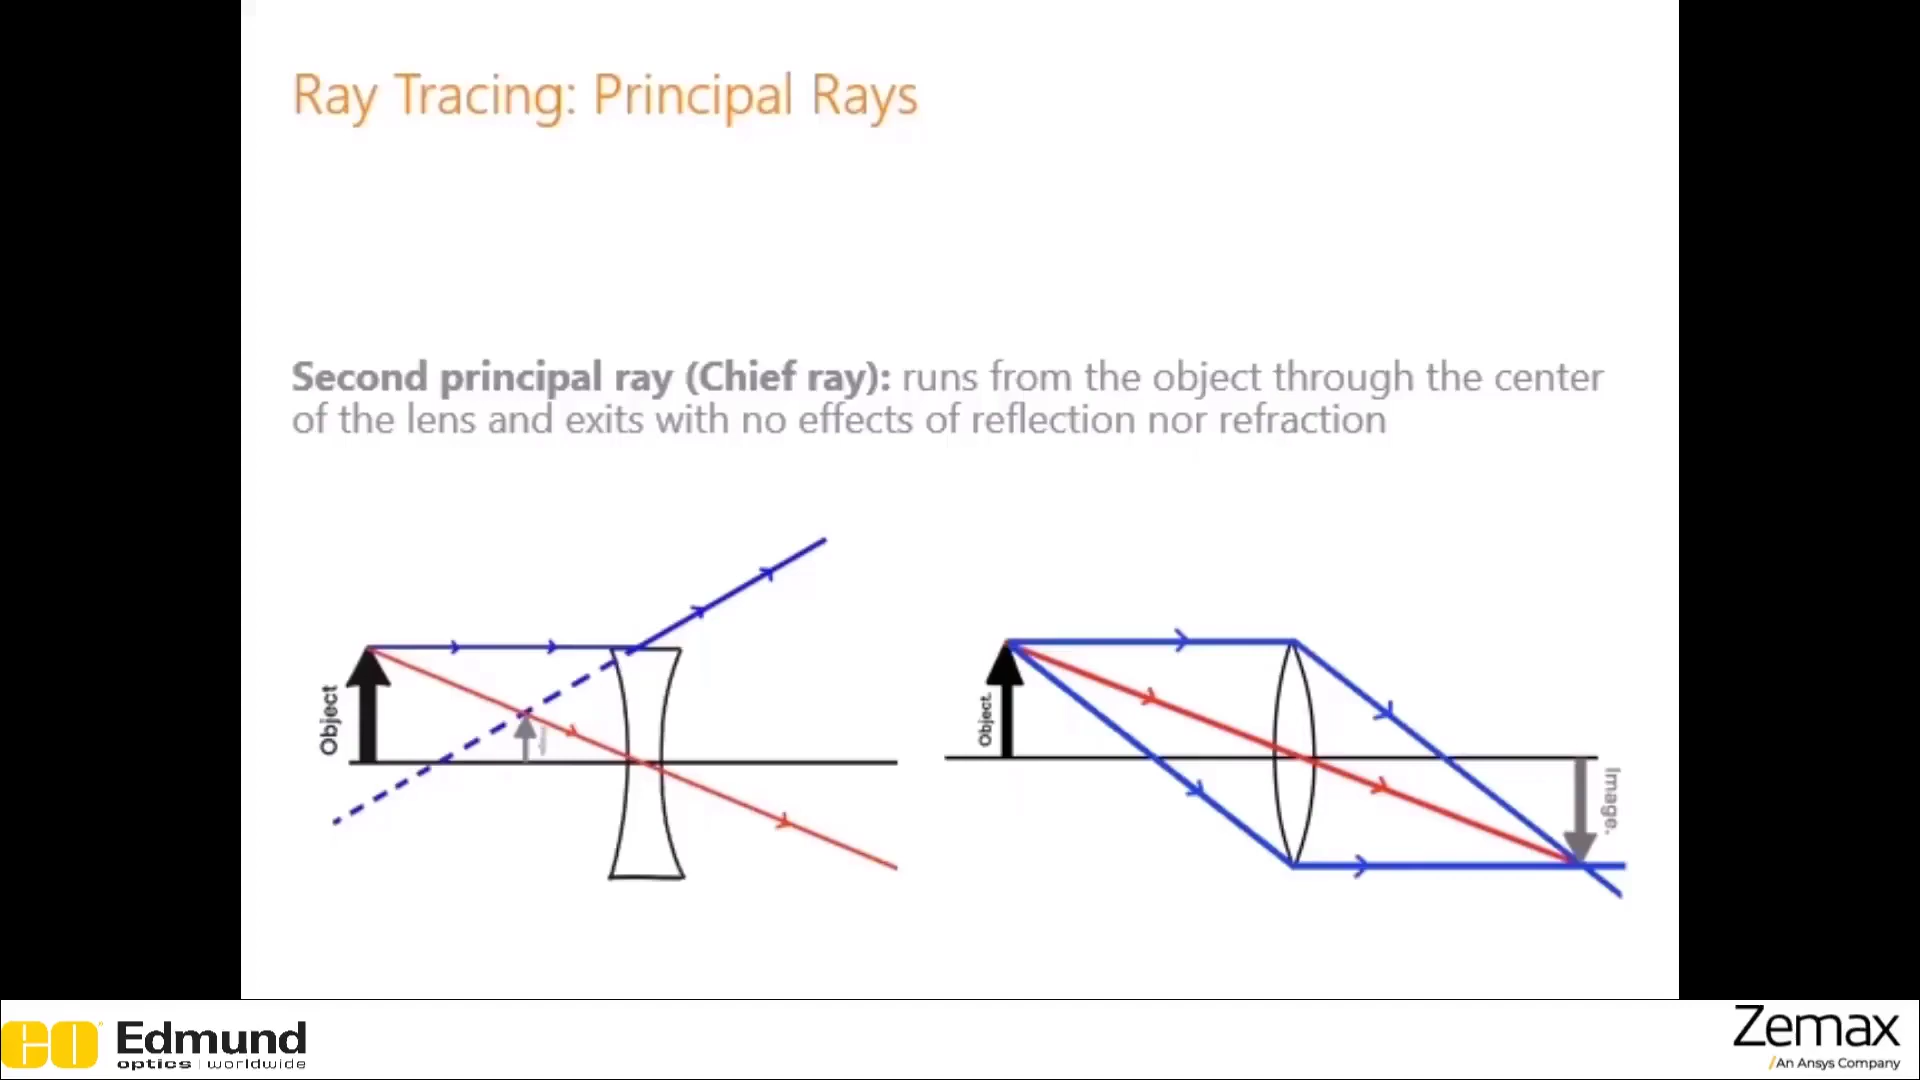 Ray Tracing: Principal Rays
Second principal ray (Chief ray): runs from the object through the center
of the lens and exits with no effects of reflection nor refraction
Object
Object.
Image.
EO
Edmund
optics | worldwide
Zemax
/An Ansys Company